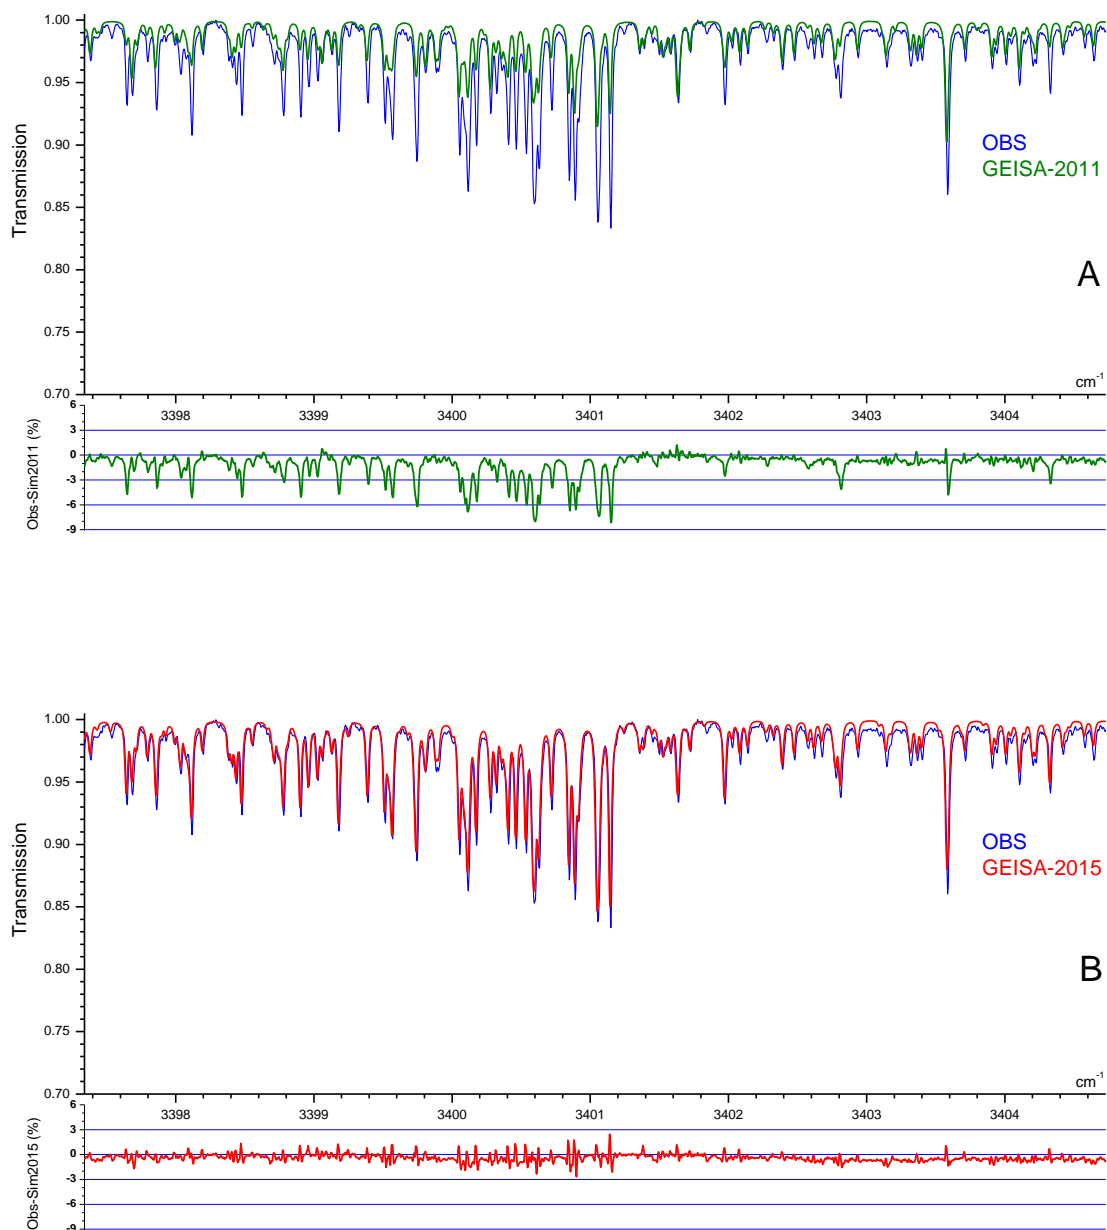 1.00
0.95
0.90
0.85
0.80
0.75
0.70
Transmission
OBS
GEISA-2011
A
cm-1
3398 3399 3400 3401 3402 3403 3404
6
3
0
-3
-6
-9
Obs-Sim2011 (%)
1.00
0.95
0.90
0.85
0.80
0.75
0.70
Transmission
OBS
GEISA-2015
B
cm-1
3398 3399 3400 3401 3402 3403 3404
6
3
0
-3
-6
-9
Obs-Sim2015 (%)